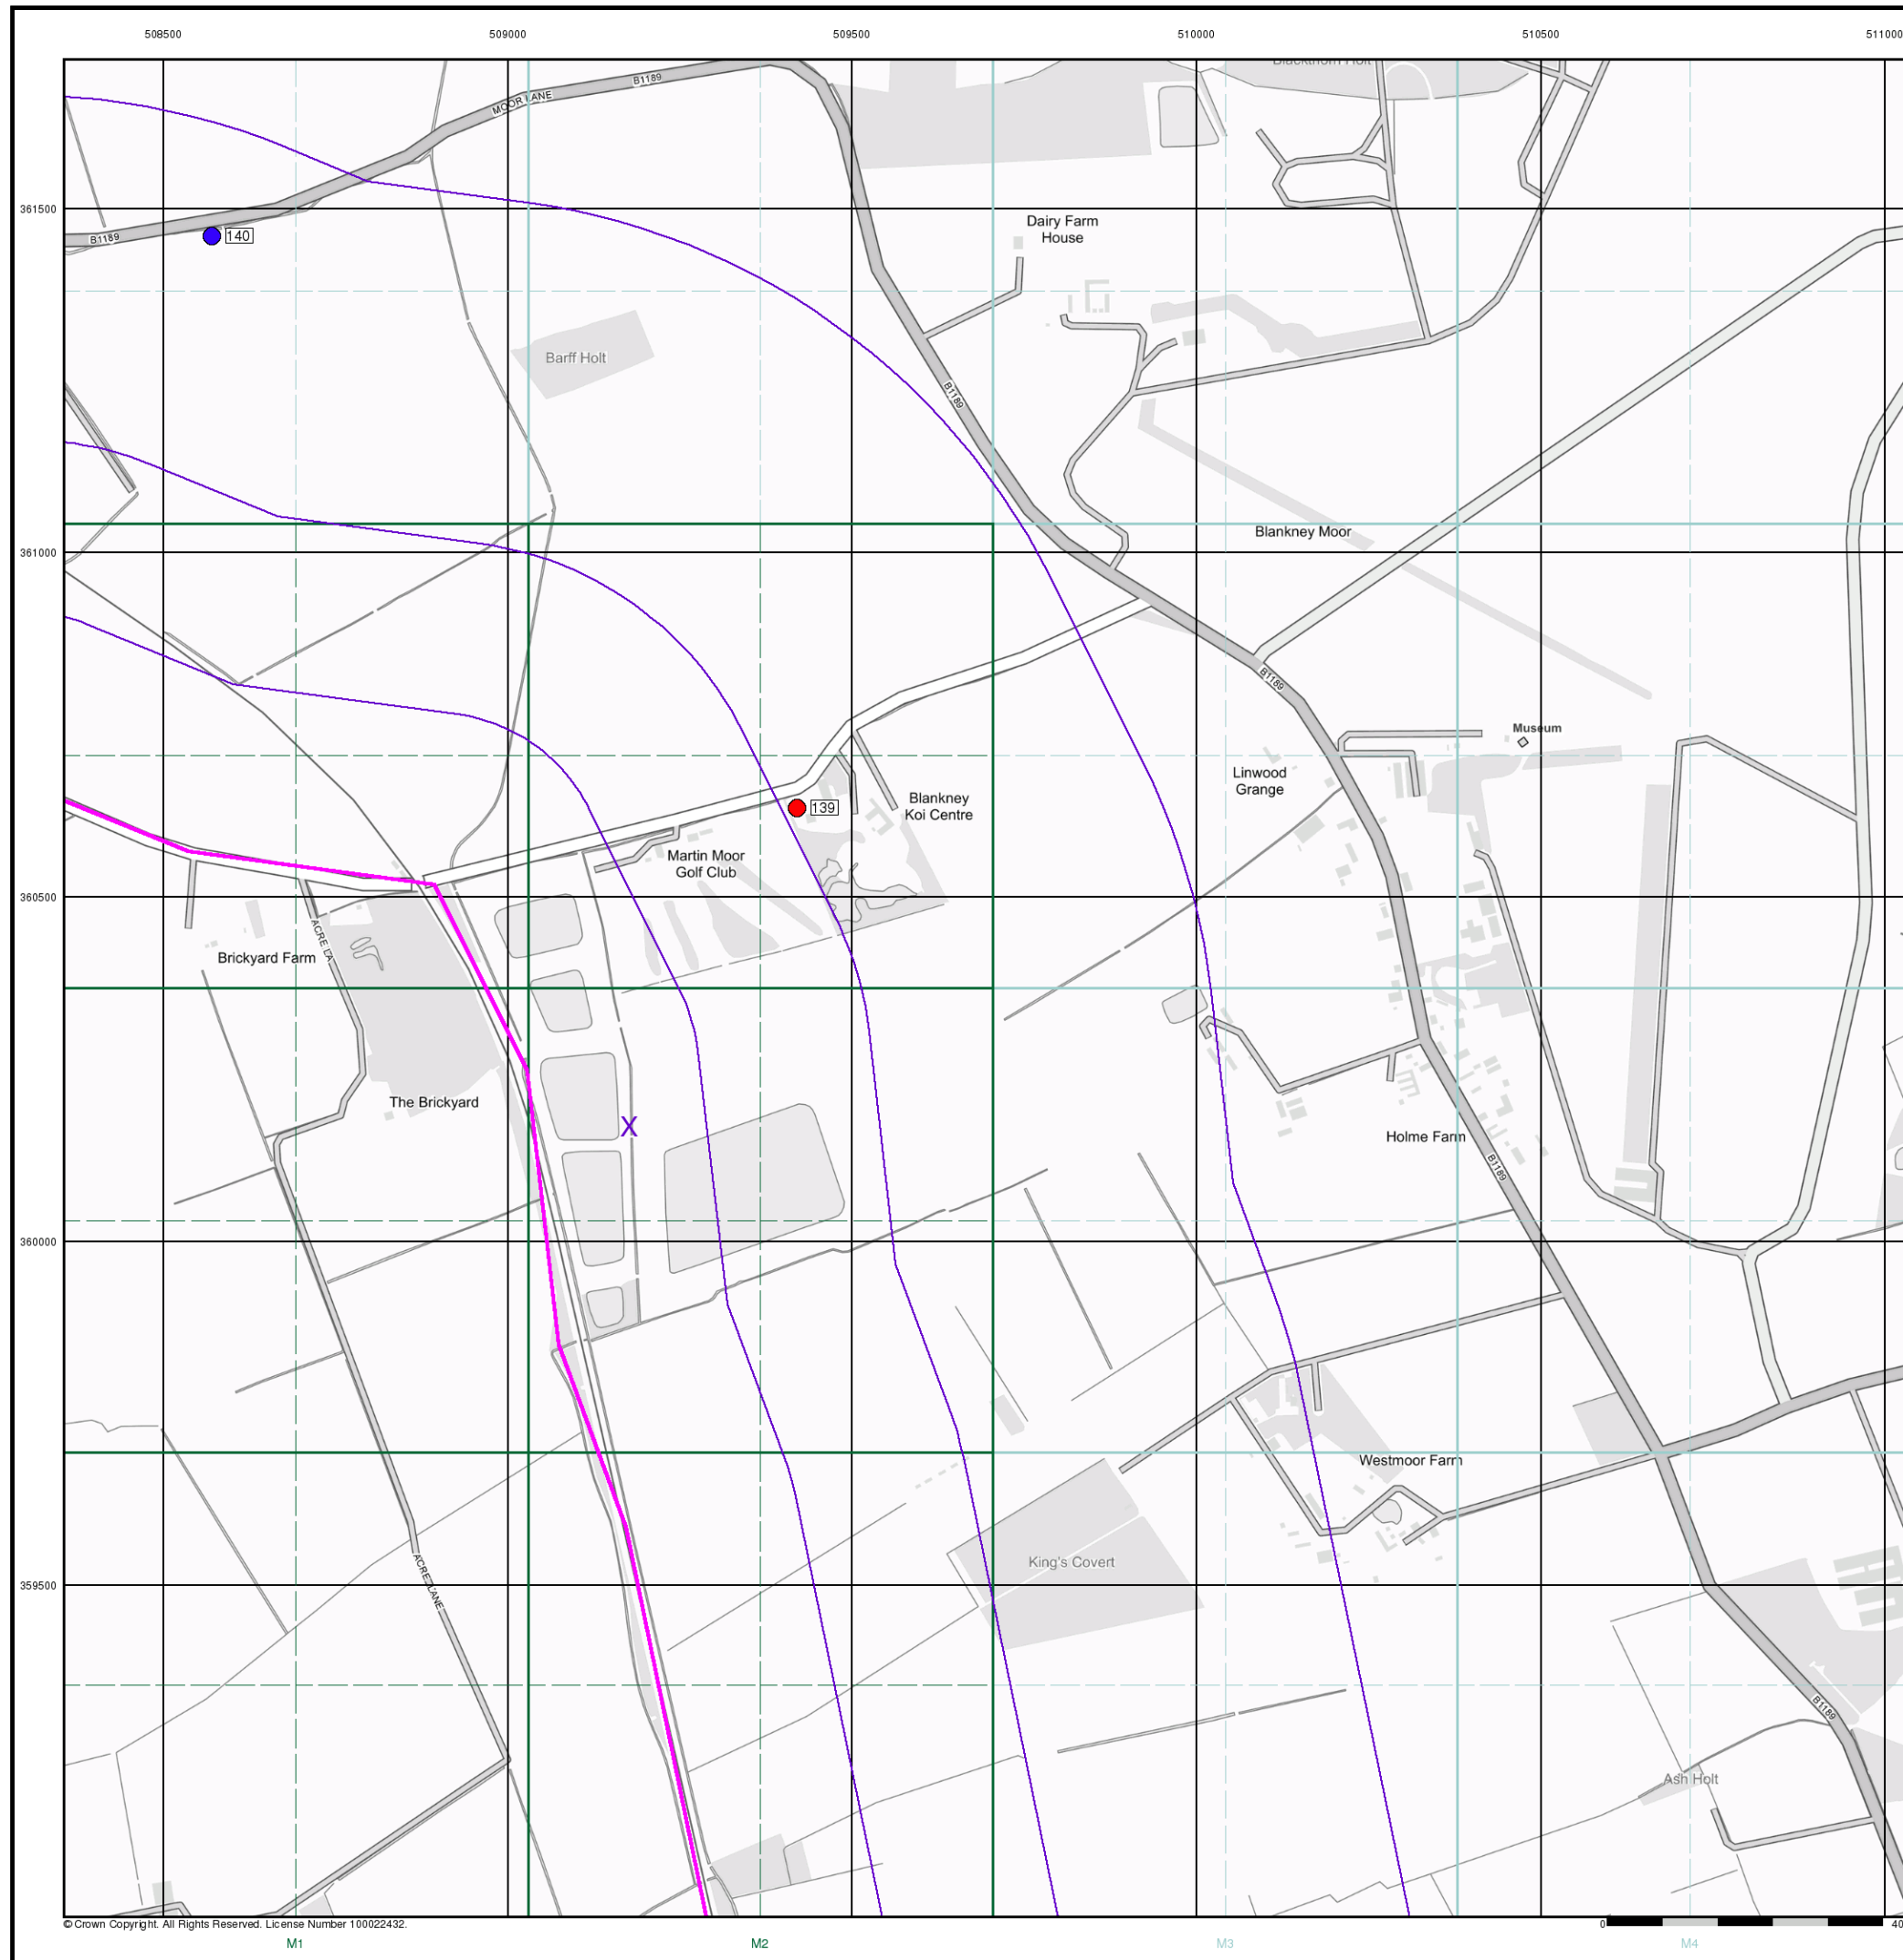 508500
509000
509500
510000
510500
511000
Blackthorn Holt
B1189
MOOR LANE
361500
Dairy Farm
House
B1189
140
Barff Holt
B1189
Blankney Moor
361000
B1189
Museum
Linwood
Grange
Blankney
Koi Centre
139
Martin Moor
Golf Club
360500
ACRE LA
Brickyard Farm
The Brickyard
X
Holme Farm
B1189
360000
Westmoor Farm
King's Covert
359500
ACRE LANE
B1189
Ash Holt
© Crown Copyright. All Rights Reserved. License Number 100022432.
0
40
M1
M2
M3
M4